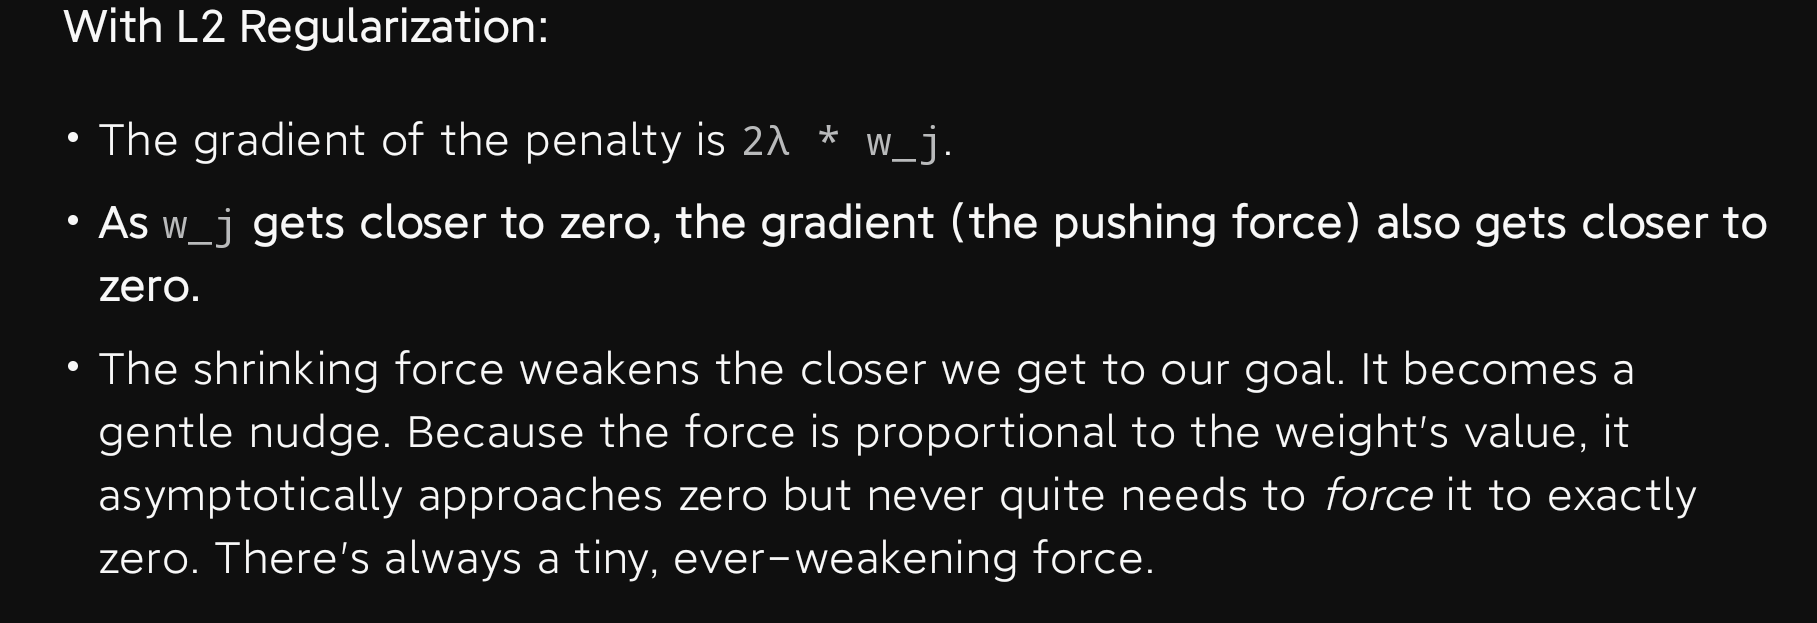 With L2 Regularization:
• The gradient of the penalty is 2λ * w_j.
• As w_j gets closer to zero, the gradient (the pushing force) also gets closer to
zero.
• The shrinking force weakens the closer we get to our goal. It becomes a
gentle nudge. Because the force is proportional to the weight's value, it
asymptotically approaches zero but never quite needs to force it to exactly
zero. There's always a tiny, ever-weakening force.